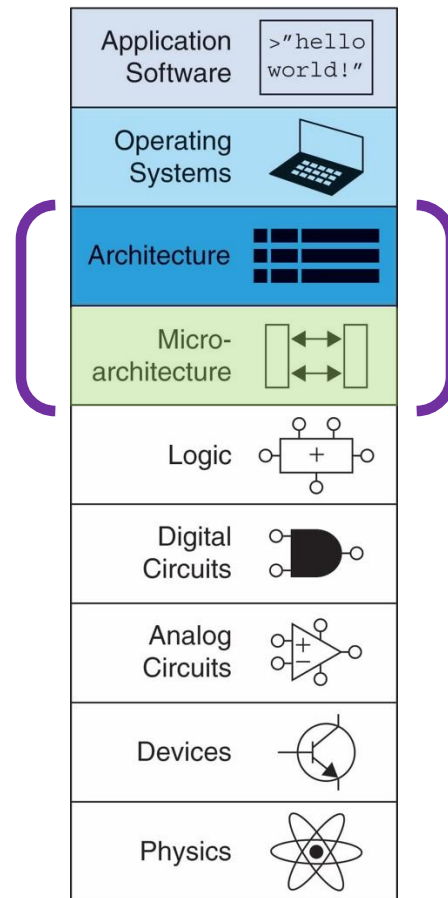 Application
Software
>"hello
world!"
Operating
Systems
Architecture
Micro-
architecture
Logic
+
Digital
Circuits
Analog
Circuits
+
−
Devices
Physics